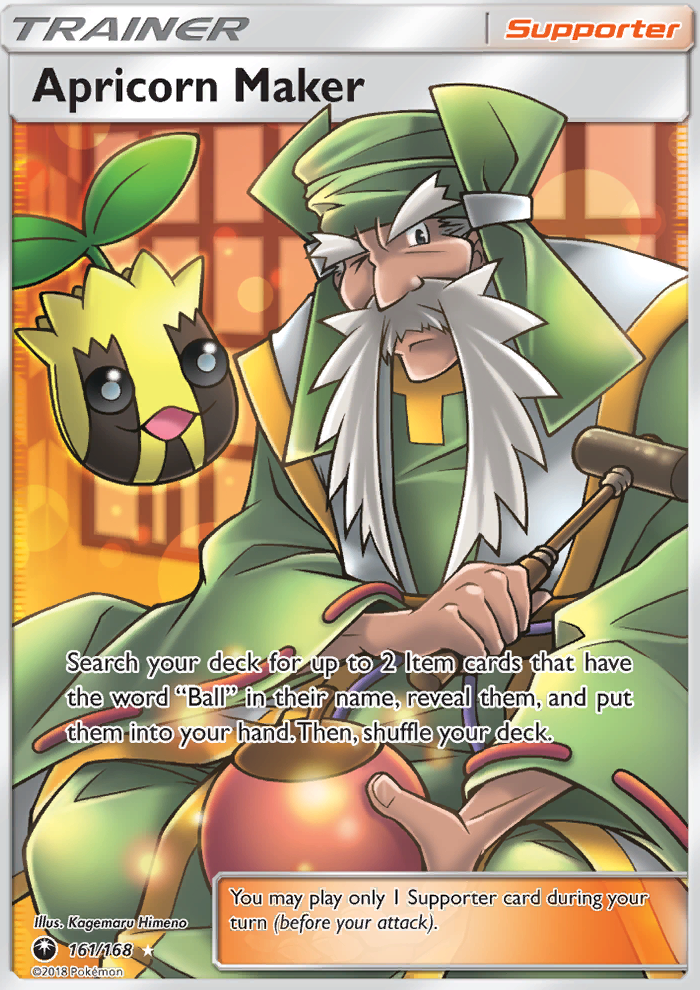 TRAINER
Supporter
Apricorn Maker
Search your deck for up to 2 Item cards that have
the word “Ball” in their name, reveal them, and put
them into your hand. Then, shuffle your deck.
You may play only 1 Supporter card during your
turn (before your attack).
Illus. Kagemaru Himeno
161/168
©2018 Pokémon